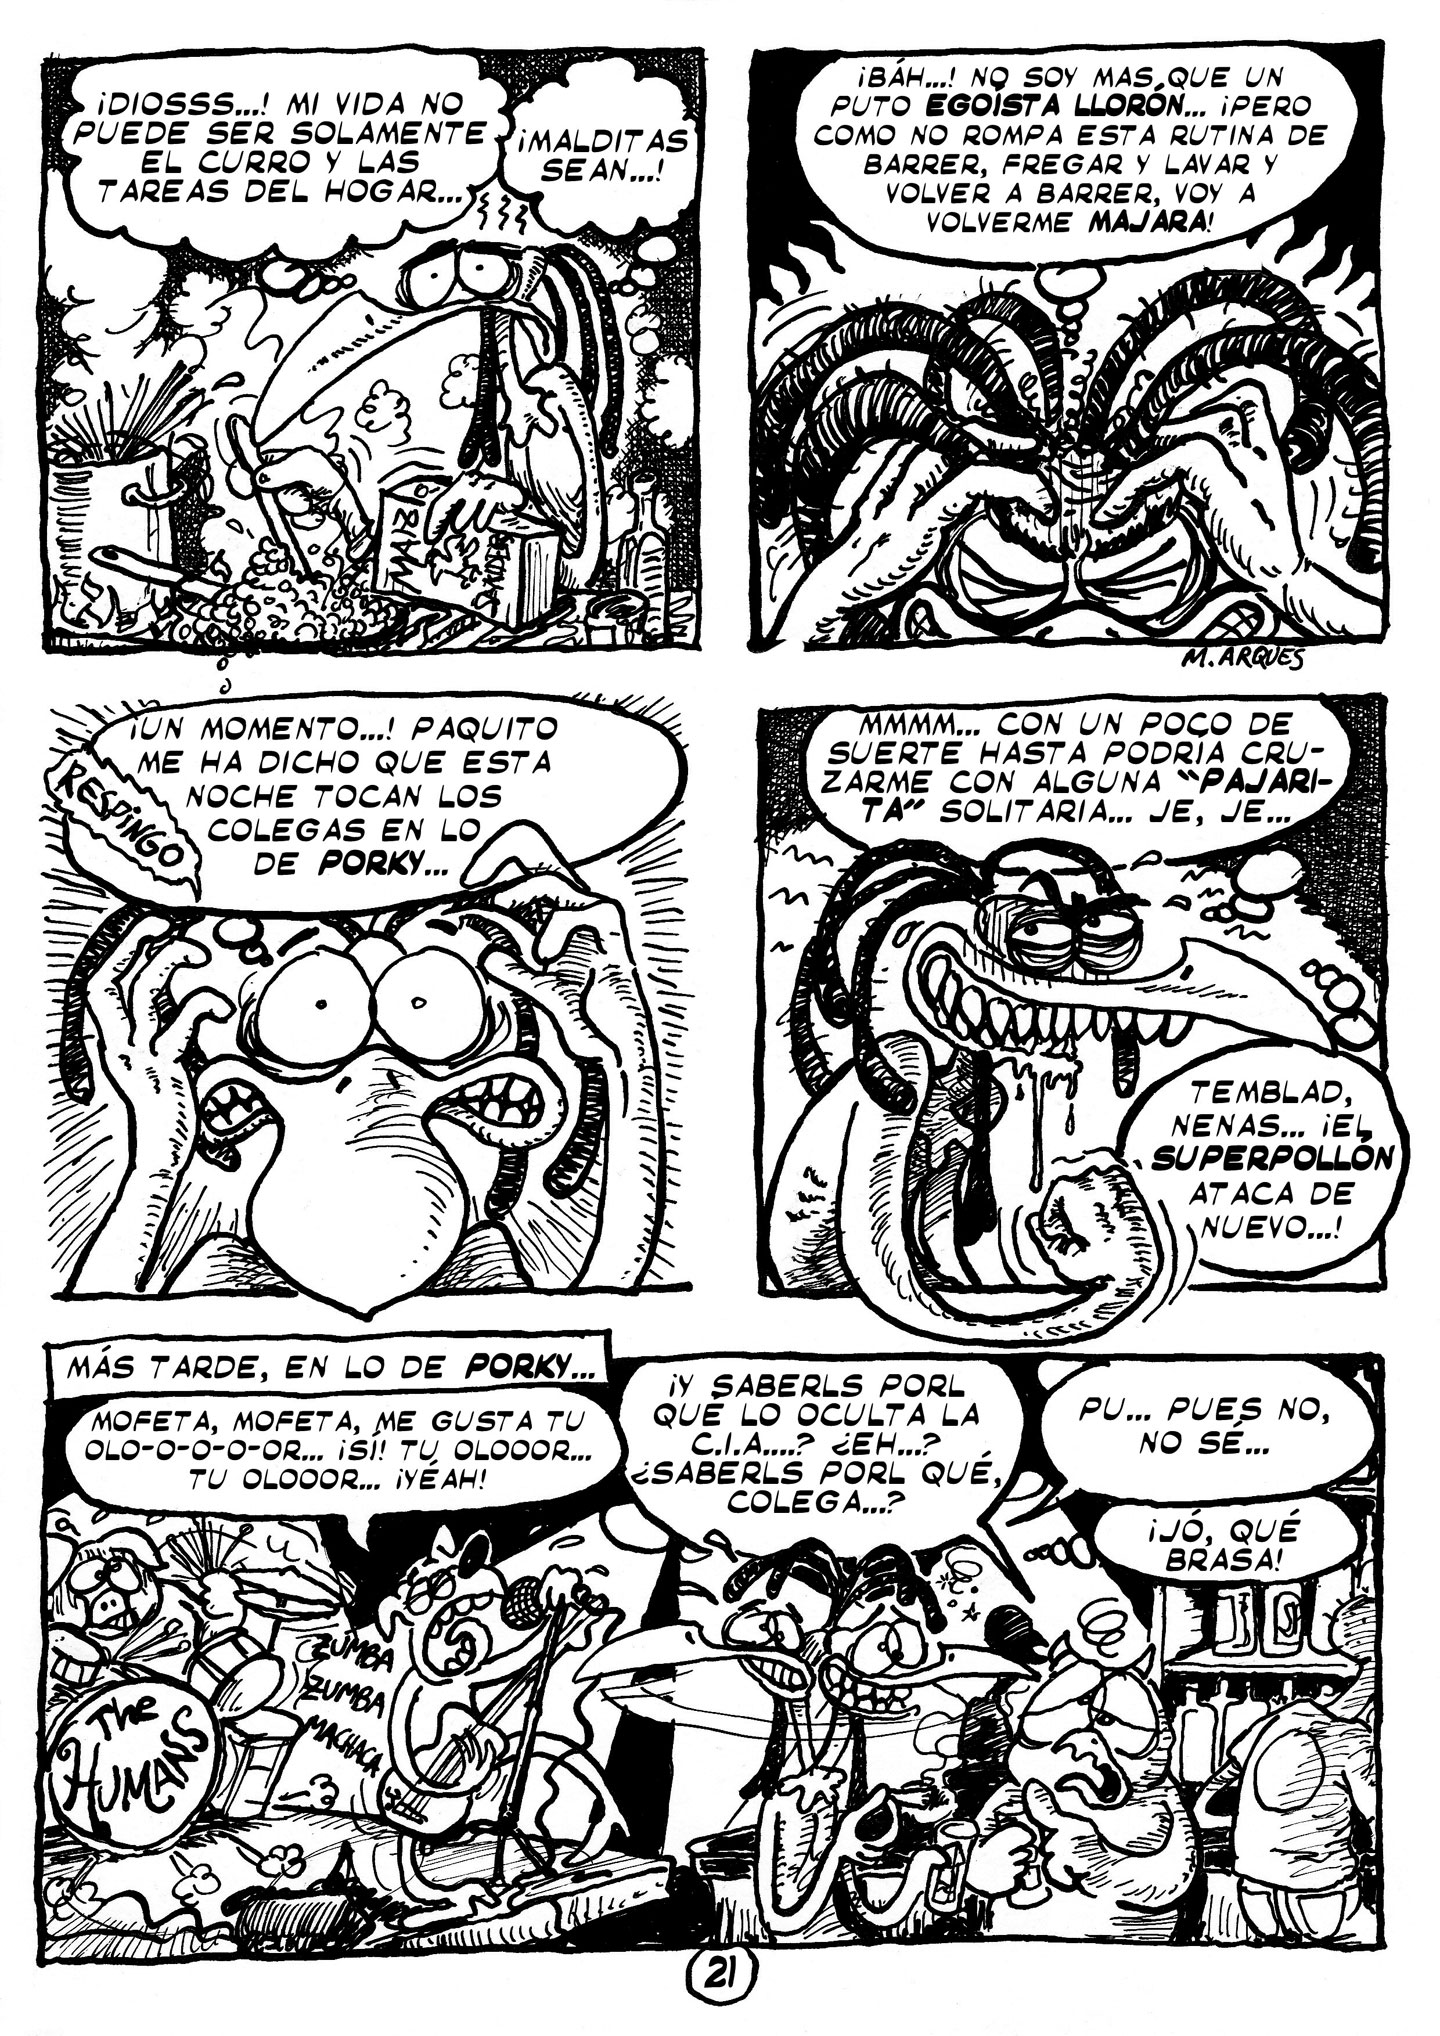 ¡DIOSSS...! MI VIDA NO
PUEDE SER SOLAMENTE
EL CURRO Y LAS
TAREAS DEL HOGAR...
¡MALDITAS
SEAN...!
MAIZRI
¡BÁH...! NO SOY MAS QUE UN
PUTO EGOÍSTA LLORÓN... ¡PERO
COMO NO ROMPA ESTA RUTINA DE
BARRER, FREGAR Y LAVAR Y
VOLVER A BARRER, VOY A
VOLVERME MAJARA!
M. ARQUES
¡UN MOMENTO...! PAQUITO
ME HA DICHO QUE ESTA
NOCHE TOCAN LOS
COLEGAS EN LO
DE PORKY...
RESPINGO
MMMM... CON UN POCO DE
SUERTE HASTA PODRÍA CRU-
ZARME CON ALGUNA "PAJARI-
TA" SOLITARIA... JE, JE...
TEMBLAD,
NENAS... ¡EL
SUPERPOLLÓN
ATACA DE
NUEVO...!
MÁS TARDE, EN LO DE PORKY...
MOFETA, MOFETA, ME GUSTA TU
OLO-O-O-O-OR... ¡SÍ! TU OLOOOR...
TU OLOOOR... ¡YÉAH!
ZUMBA
ZUMBA
MACHACA
THE
HUMANS
¡Y SABERLS PORL
QUÉ LO OCULTA LA
C.I.A....? ¿EH...?
¿SABERLS PORL QUÉ,
COLEGA...?
PU... PUES NO,
NO SÉ...
¡JÓ, QUÉ
BRASA!
21